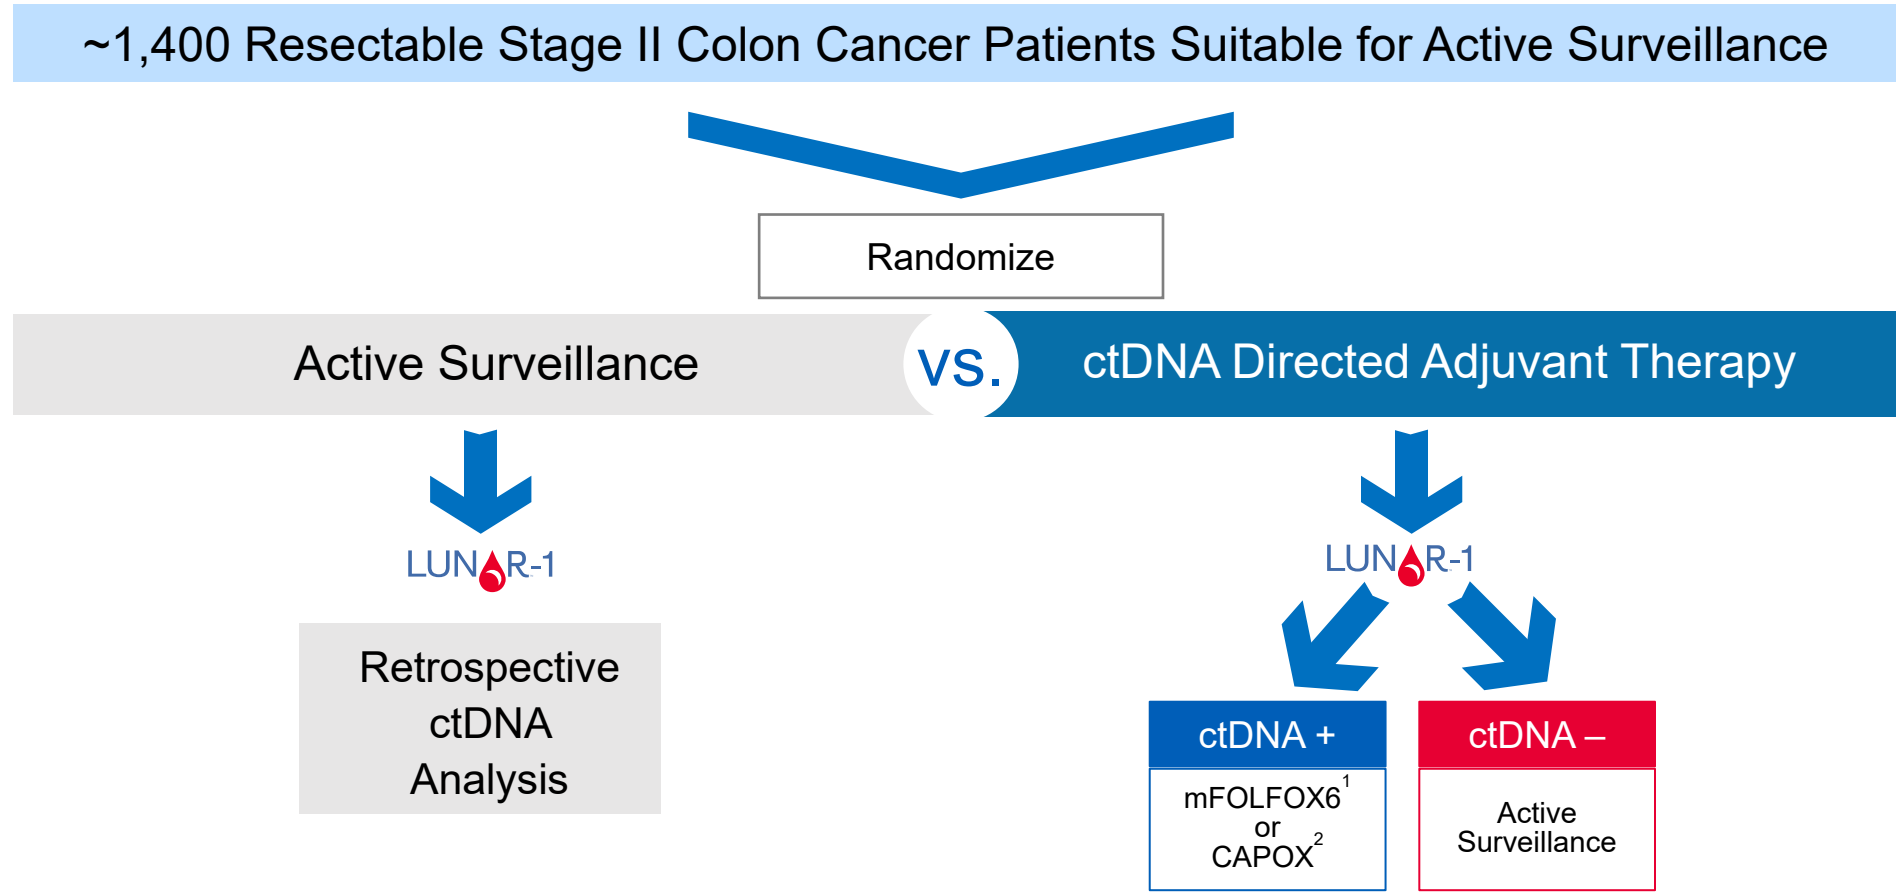 ~1,400 Resectable Stage II Colon Cancer Patients Suitable for Active Surveillance
Randomize
Active Surveillance
vs.
ctDNA Directed Adjuvant Therapy
LUNAR-1
Retrospective
ctDNA
Analysis
LUNAR-1
ctDNA +
mFOLFOX6¹
or
CAPOX²
ctDNA –
Active
Surveillance